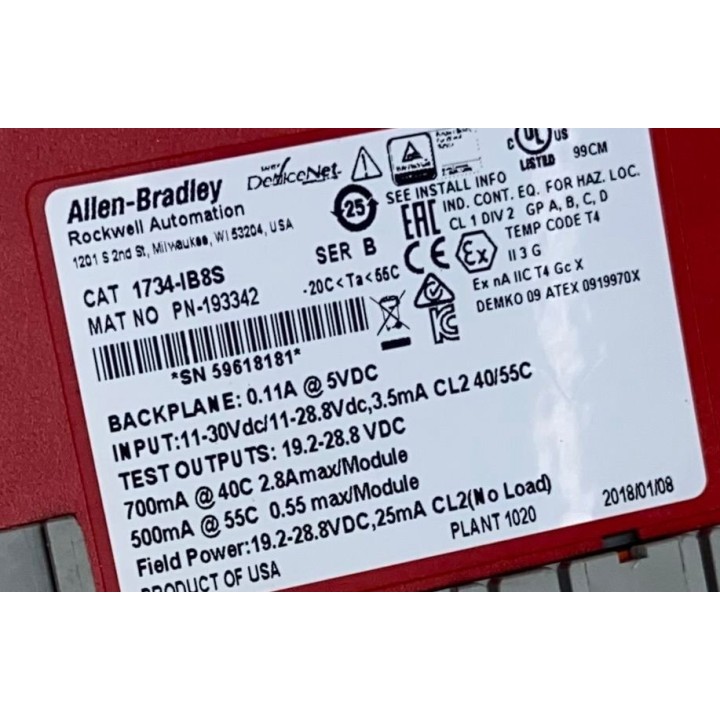 Allen-Bradley
Rockwell Automation
1201 S 2nd St, Milwaukee, WI 53204, USA
DeviceNet
CAT 1734-IB8S
SER B
MAT NO PN-193342
-20C<Ta<55C
*SN 59618181*
25
C UL US
LISTED
99CM
SEE INSTALL INFO
IND. CONT. EQ. FOR HAZ. LOC.
EAC
CL 1 DIV 2 GP A, B, C, D
TEMP CODE T4
CE
Ex
II 3 G
Ex nA IIC T4 Gc X
DEMKO 09 ATEX 0919970X
BACKPLANE: 0.11A @ 5VDC
INPUT:11-30Vdc/11-28.8Vdc,3.5mA CL2 40/55C
TEST OUTPUTS: 19.2-28.8 VDC
700mA @ 40C 2.8Amax/Module
500mA @ 55C 0.55 max/Module
Field Power:19.2-28.8VDC,25mA CL2(No Load)
PRODUCT OF USA
PLANT 1020
2018/01/08